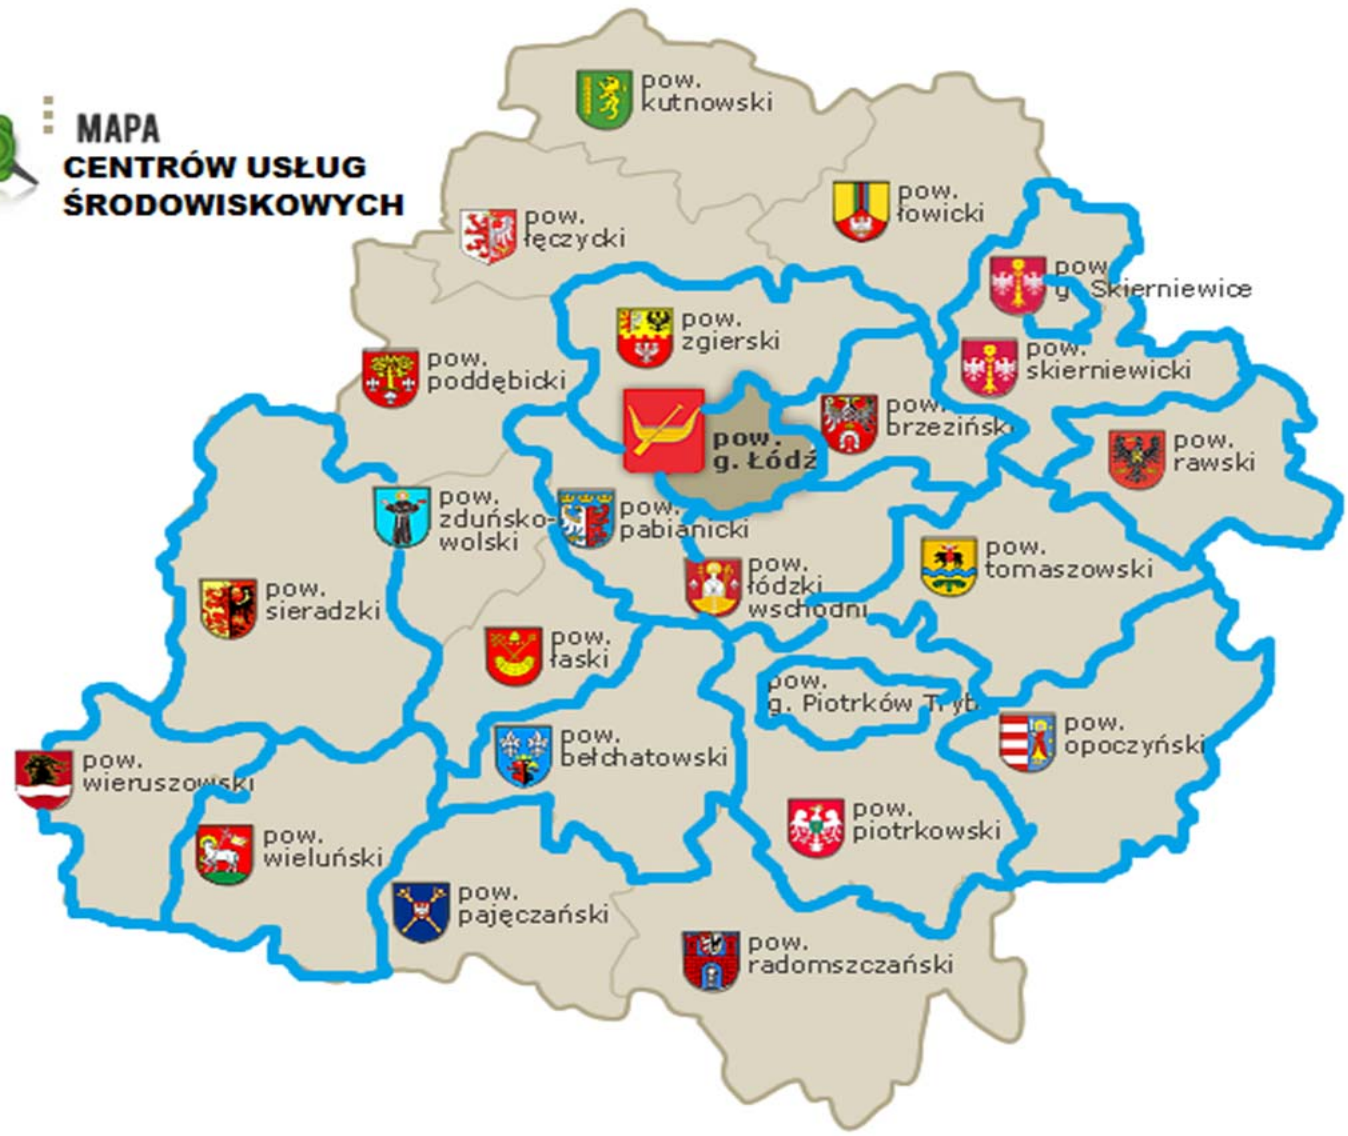 MAPA
CENTRÓW USŁUG
ŚRODOWISKOWYCH
pow.
kutnowski
pow.
łowicki
pow.
łęczycki
pow
g. Skierniewice
pow.
zgierski
pow.
skierniewicki
pow.
poddębicki
pow.
brzezińsk
pow.
g. Łódź
pow.
rawski
pow.
zduńsko-
wolski
pow.
pabianicki
pow.
tomaszowski
pow.
łódzki
wschodni
pow.
sieradzki
pow.
łaski
pow.
g. Piotrków Tryb
pow.
opoczyński
pow.
bełchatowski
pow.
wieruszowski
pow.
piotrkowski
pow.
wieluński
pow.
pajęczański
pow.
radomszczański